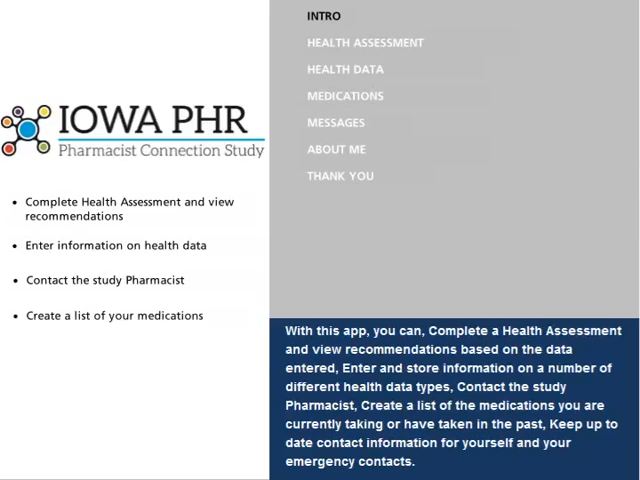 IOWA PHR
Pharmacist Connection Study
• Complete Health Assessment and view
recommendations
• Enter information on health data
• Contact the study Pharmacist
• Create a list of your medications
INTRO
HEALTH ASSESSMENT
HEALTH DATA
MEDICATIONS
MESSAGES
ABOUT ME
THANK YOU
With this app, you can, Complete a Health Assessment
and view recommendations based on the data
entered, Enter and store information on a number of
different health data types, Contact the study
Pharmacist, Create a list of the medications you are
currently taking or have taken in the past, Keep up to
date contact information for yourself and your
emergency contacts.